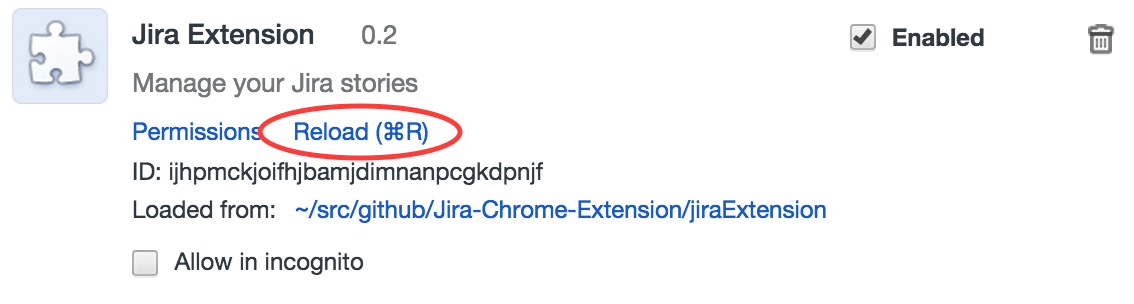 Jira Extension 0.2 Enabled
Manage your Jira stories
Permissions Reload (⌘R)
ID: ijhpmckjoifhjbamjdimnanpcgkdpnjf
Loaded from: ~/src/github/Jira-Chrome-Extension/jiraExtension
Allow in incognito